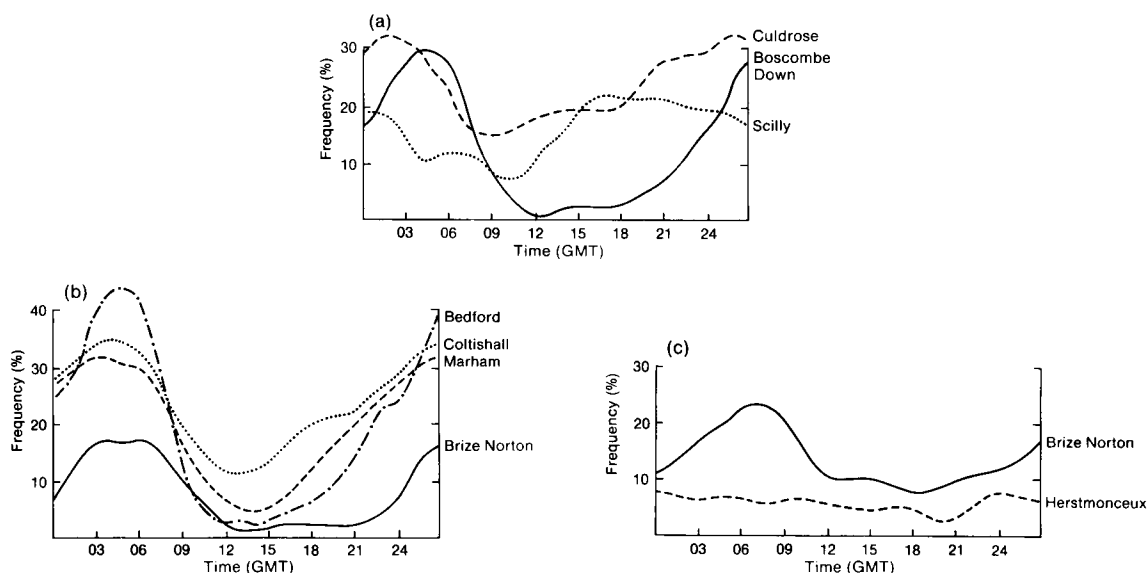 (a)
Frequency (%)
30
20
10
Culdrose
Boscombe
Down
Scilly
03 06 09 12 15 18 21 24
Time (GMT)
(b)
Frequency (%)
40
30
20
10
Bedford
Coltishall
Marham
Brize Norton
03 06 09 12 15 18 21 24
Time (GMT)
(c)
Frequency (%)
30
20
10
Brize Norton
Herstmonceux
03 06 09 12 15 18 21 24
Time (GMT)